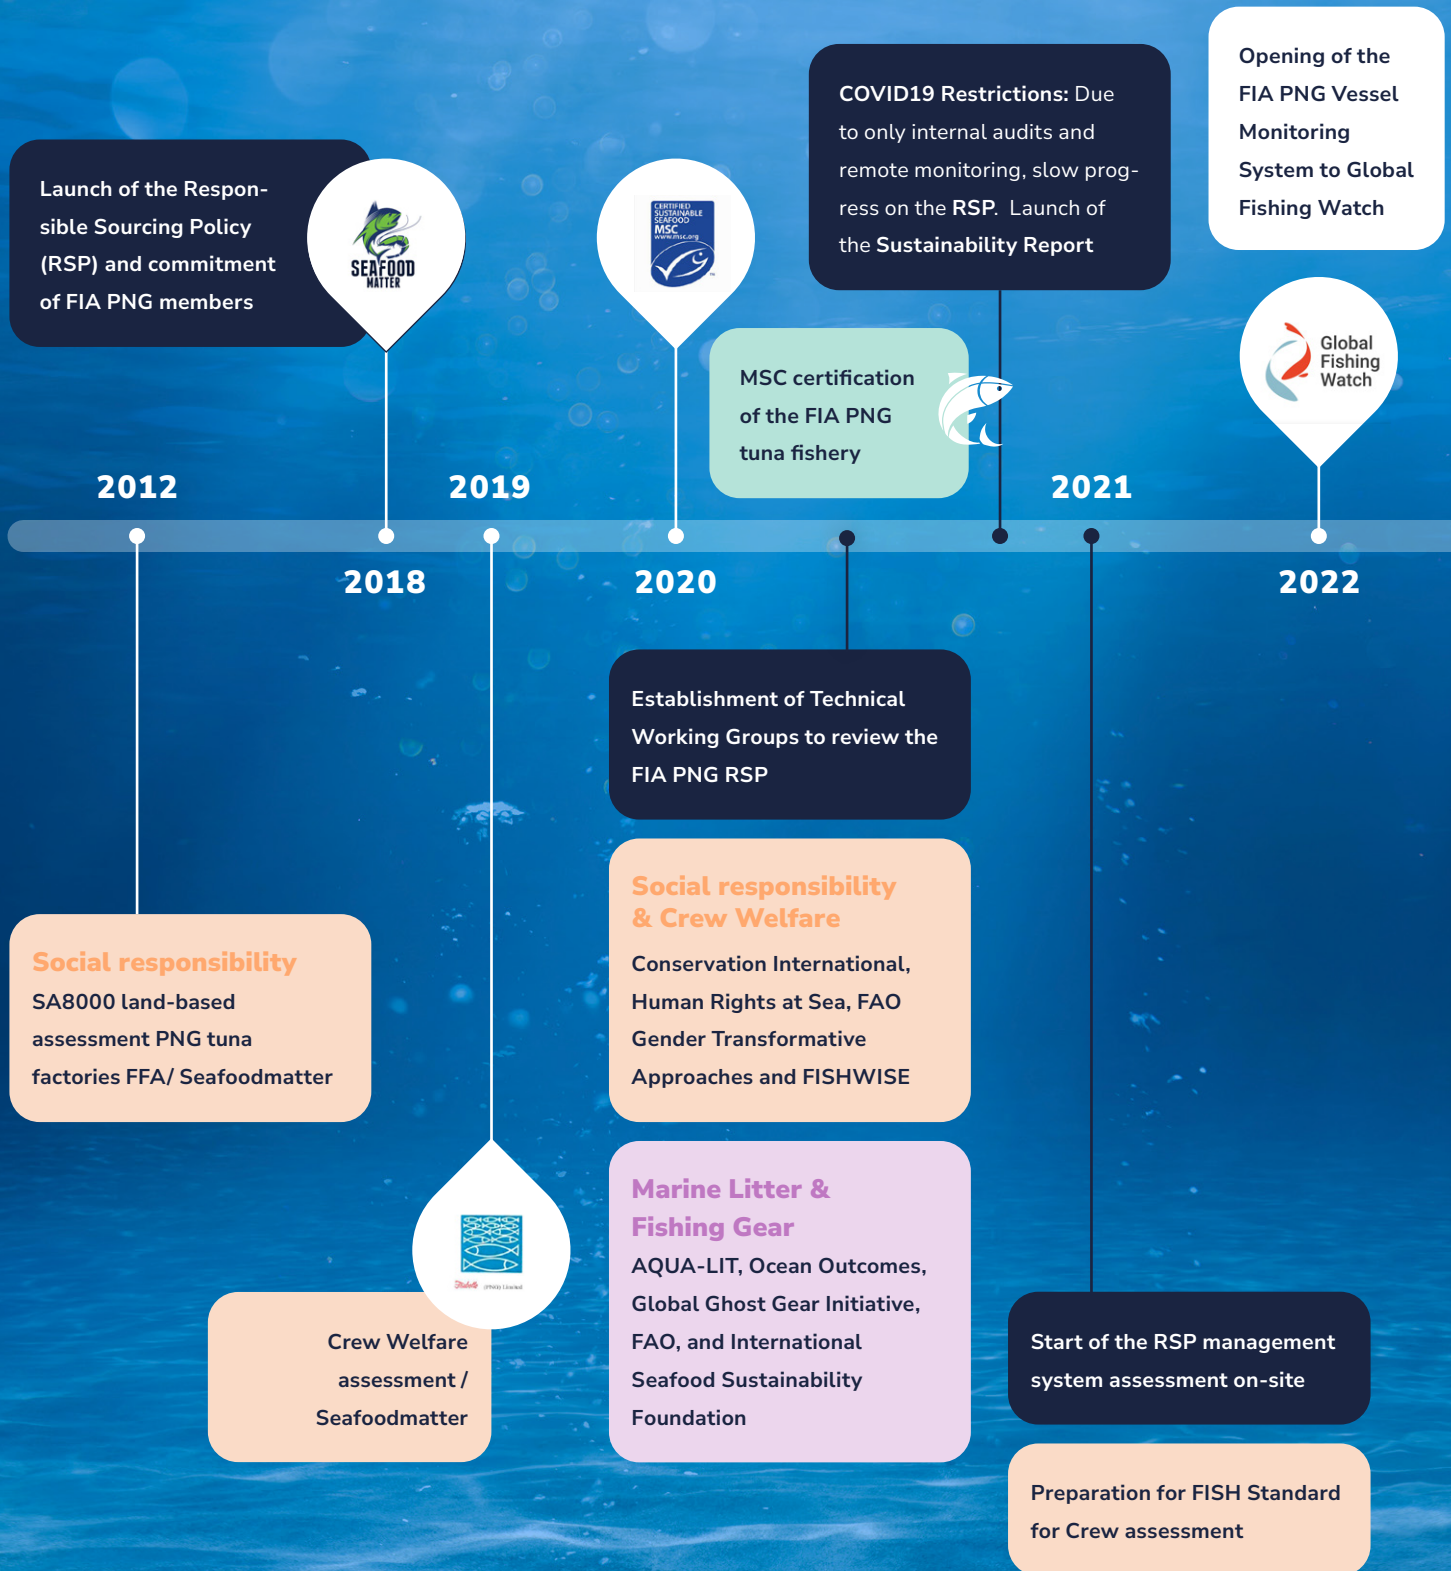 Opening of the
FIA PNG Vessel
Monitoring
System to Global
Fishing Watch
COVID19 Restrictions: Due
to only internal audits and
remote monitoring, slow prog-
ress on the RSP. Launch of
the Sustainability Report
Launch of the Respon-
sible Sourcing Policy
(RSP) and commitment
of FIA PNG members
SEAFOOD
MATTER
CERTIFIED
SUSTAINABLE
SEAFOOD
MSC
www.msc.org
TM
Global
Fishing
Watch
MSC certification
of the FIA PNG
tuna fishery
2012
2019
2021
2018
2020
2022
Establishment of Technical
Working Groups to review the
FIA PNG RSP
Social responsibility
& Crew Welfare
Conservation International,
Human Rights at Sea, FAO
Gender Transformative
Approaches and FISHWISE
Social responsibility
SA8000 land-based
assessment PNG tuna
factories FFA/ Seafoodmatter
Marine Litter &
Fishing Gear
AQUA-LIT, Ocean Outcomes,
Global Ghost Gear Initiative,
FAO, and International
Seafood Sustainability
Foundation
(PNG) Limited
Crew Welfare
assessment /
Seafoodmatter
Start of the RSP management
system assessment on-site
Preparation for FISH Standard
for Crew assessment